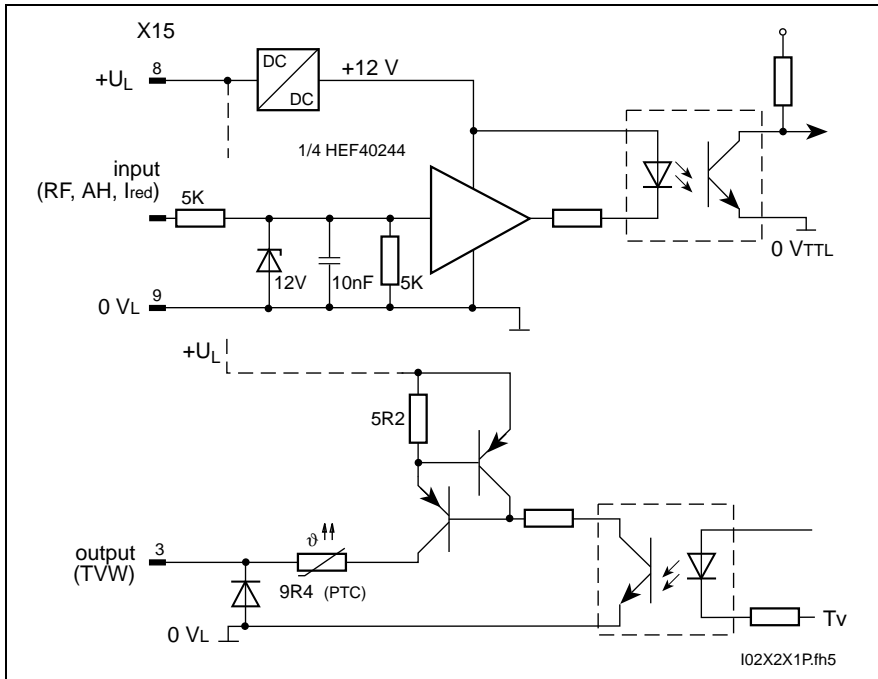 X15
+UL
8
DC
DC
+12 V
1/4 HEF40244
input
(RF, AH, Ired)
5K
12V
10nF
5K
0 VTTL
0 VL
9
+UL
5R2
output
(TVW)
3
ϑ
9R4 (PTC)
0 VL
Tv
I02X2X1P.fh5